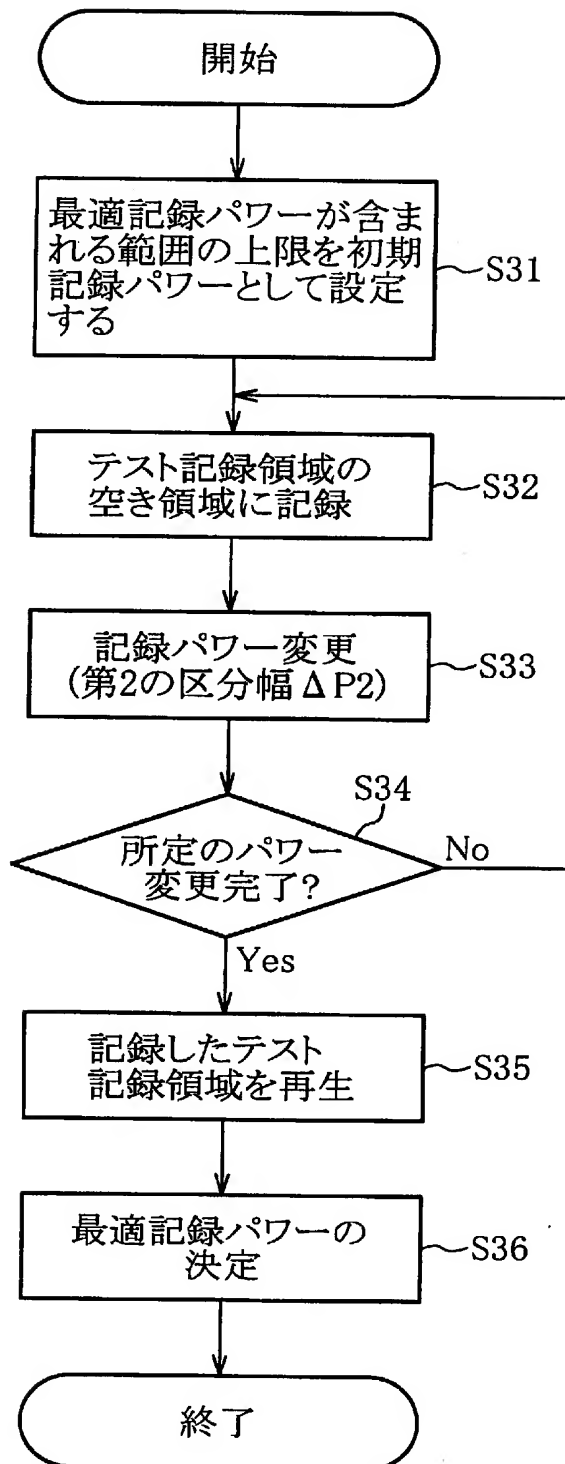 開始
最適記録パワーが含ま
れる範囲の上限を初期
記録パワーとして設定
する
S31
テスト記録領域の
空き領域に記録
S32
記録パワー変更
(第2の区分幅ΔP2)
S33
S34
所定のパワー
変更完了?
No
Yes
記録したテスト
記録領域を再生
S35
最適記録パワーの
決定
S36
終了